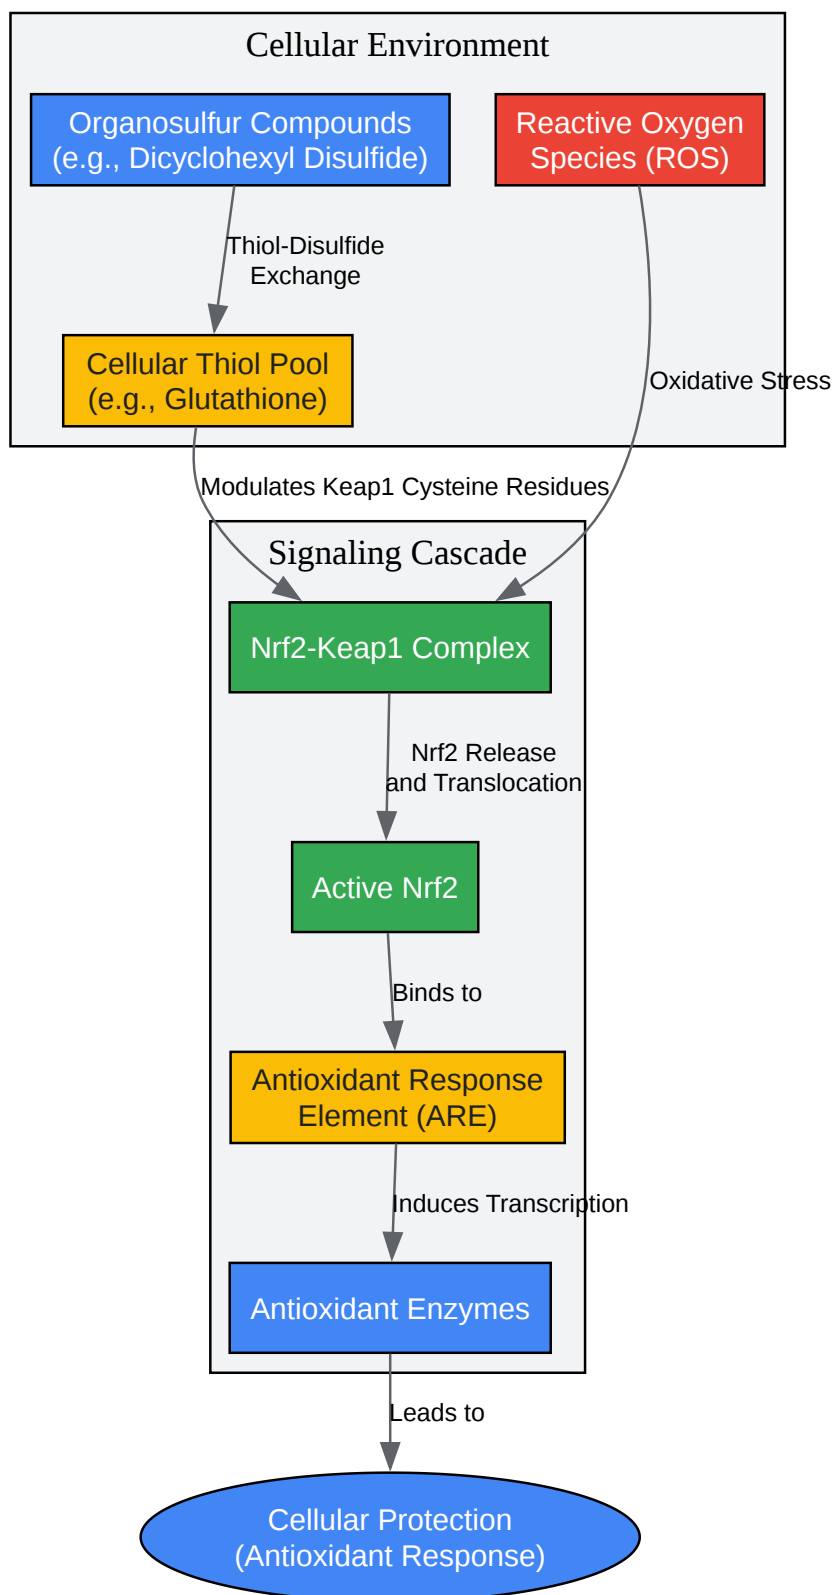 Cellular Environment
Organosulfur Compounds
(e.g., Dicyclohexyl Disulfide)
Reactive Oxygen
Species (ROS)
Thiol-Disulfide
Exchange
Cellular Thiol Pool
(e.g., Glutathione)
Oxidative Stress
Modulates Keap1 Cysteine Residues
Signaling Cascade
Nrf2-Keap1 Complex
Nrf2 Release
and Translocation
Active Nrf2
Binds to
Antioxidant Response
Element (ARE)
Induces Transcription
Antioxidant Enzymes
Leads to
Cellular Protection
(Antioxidant Response)